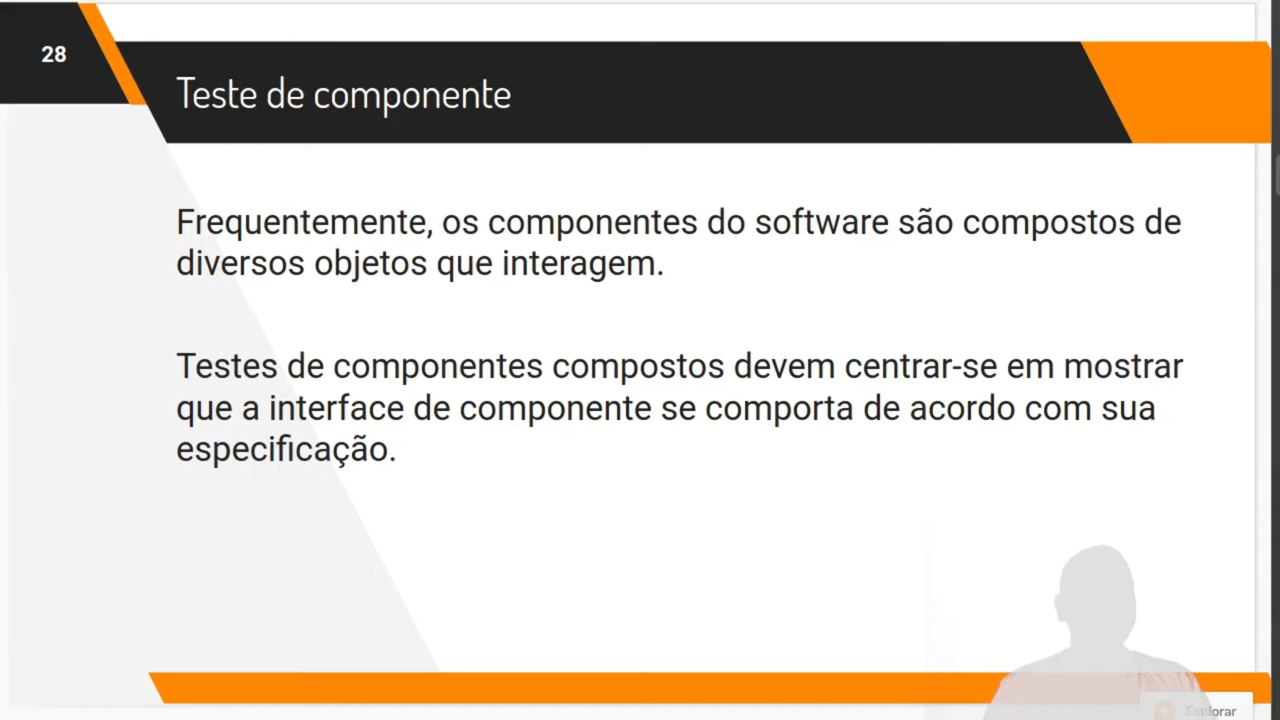 28
Teste de componente
Frequentemente, os componentes do software são compostos de
diversos objetos que interagem.
Testes de componentes compostos devem centrar-se em mostrar
que a interface de componente se comporta de acordo com sua
especificação.
Explorar